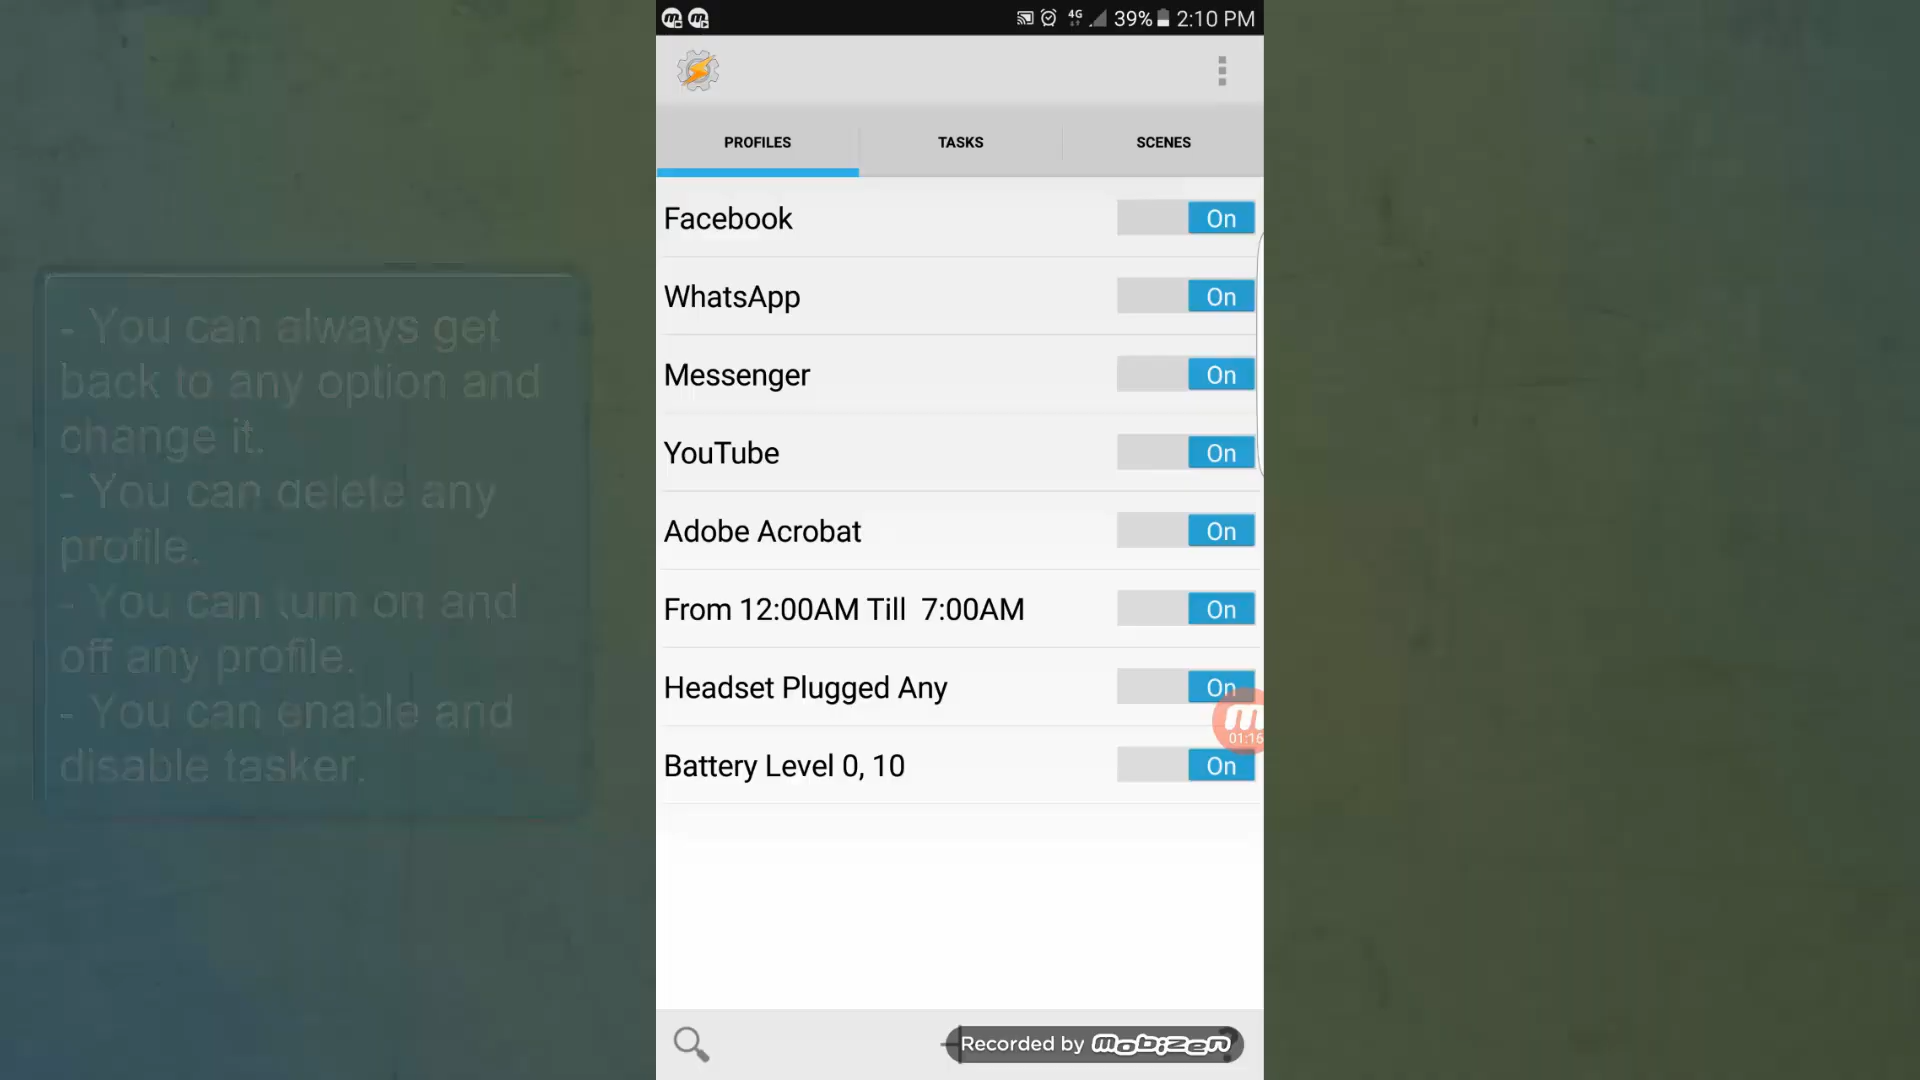 4G 39% 2:10 PM
PROFILES TASKS SCENES
Facebook On
WhatsApp On
Messenger On
YouTube On
Adobe Acrobat On
From 12:00AM Till 7:00AM On
Headset Plugged Any On
01:16
Battery Level 0, 10 On
Recorded by mobizen
- You can always get
back to any option and
change it.
- You can delete any
profile.
- You can turn on and
off any profile.
- You can enable and
disable tasker.